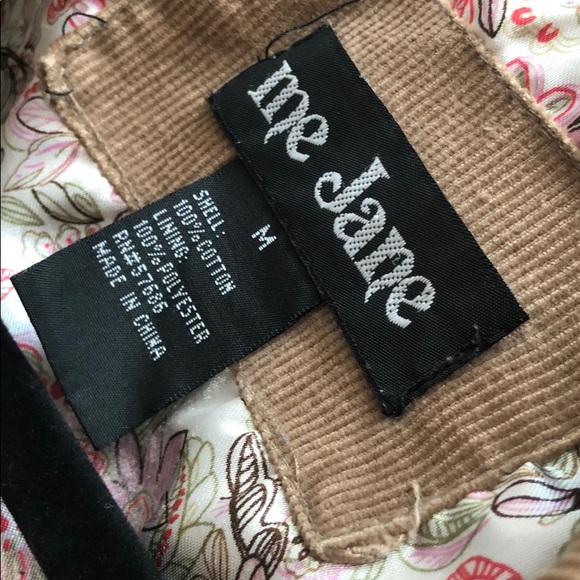 me Jane
M
SHELL:
100% COTTON
LINING:
100% POLYESTER
RN#57686
MADE IN CHINA